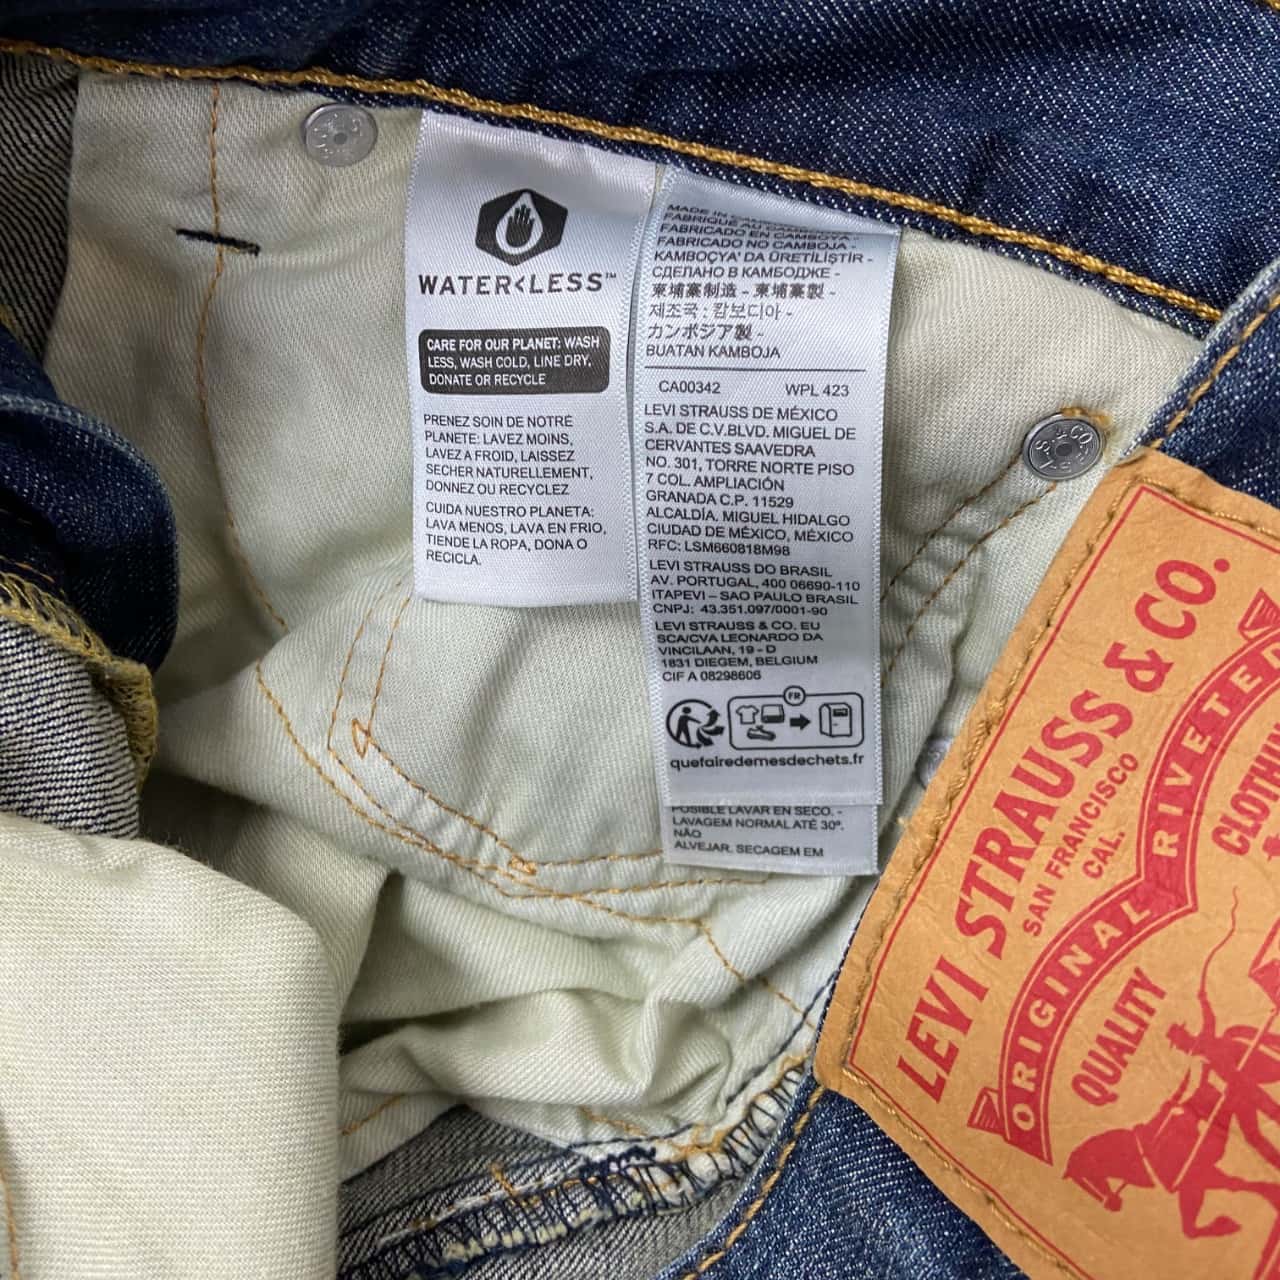 WATER<LESS™
CARE FOR OUR PLANET: WASH
LESS, WASH COLD, LINE DRY,
DONATE OR RECYCLE
PRENEZ SOIN DE NOTRE
PLANETE: LAVEZ MOINS,
LAVEZ A FROID, LAISSEZ
SECHER NATURELLEMENT,
DONNEZ OU RECYCLEZ
CUIDA NUESTRO PLANETA:
LAVA MENOS, LAVA EN FRIO,
TIENDE LA ROPA, DONA O
RECICLA.
MADE IN CAMBODIA
FABRIQUÉ AU CAMBODGE -
FABRICADO EN CAMBOYA -
FABRICADO NO CAMBOJA -
KAMBOÇYA' DA ÜRETİLİŞTİR -
СДЕЛАНО В КАМБОДЖЕ -
柬埔寨制造 - 柬埔寨製 -
제조국 : 캄보디아 -
カンボジア製 -
BUATAN KAMBOJA
CA00342 WPL 423
LEVI STRAUSS DE MÉXICO
S.A. DE C.V.BLVD. MIGUEL DE
CERVANTES SAAVEDRA
NO. 301, TORRE NORTE PISO
7 COL. AMPLIACIÓN
GRANADA C.P. 11529
ALCALDÍA. MIGUEL HIDALGO
CIUDAD DE MÉXICO, MÉXICO
RFC: LSM660818M98
LEVI STRAUSS DO BRASIL
AV. PORTUGAL, 400 06690-110
ITAPEVI – SAO PAULO BRASIL
CNPJ: 43.351.097/0001-90
LEVI STRAUSS & CO. EU
SCA/CVA LEONARDO DA
VINCILAAN, 19 - D
1831 DIEGEM, BELGIUM
CIF A 08298606
FR
quefairedemesdechets.fr
POSIBLE LAVAR EN SECO. -
LAVAGEM NORMAL ATÉ 30º.
NÃO
ALVEJAR. SECAGEM EM
LEVI STRAUSS & CO.
SAN FRANCISCO
CAL.
ORIGINAL RIVETED
QUALITY